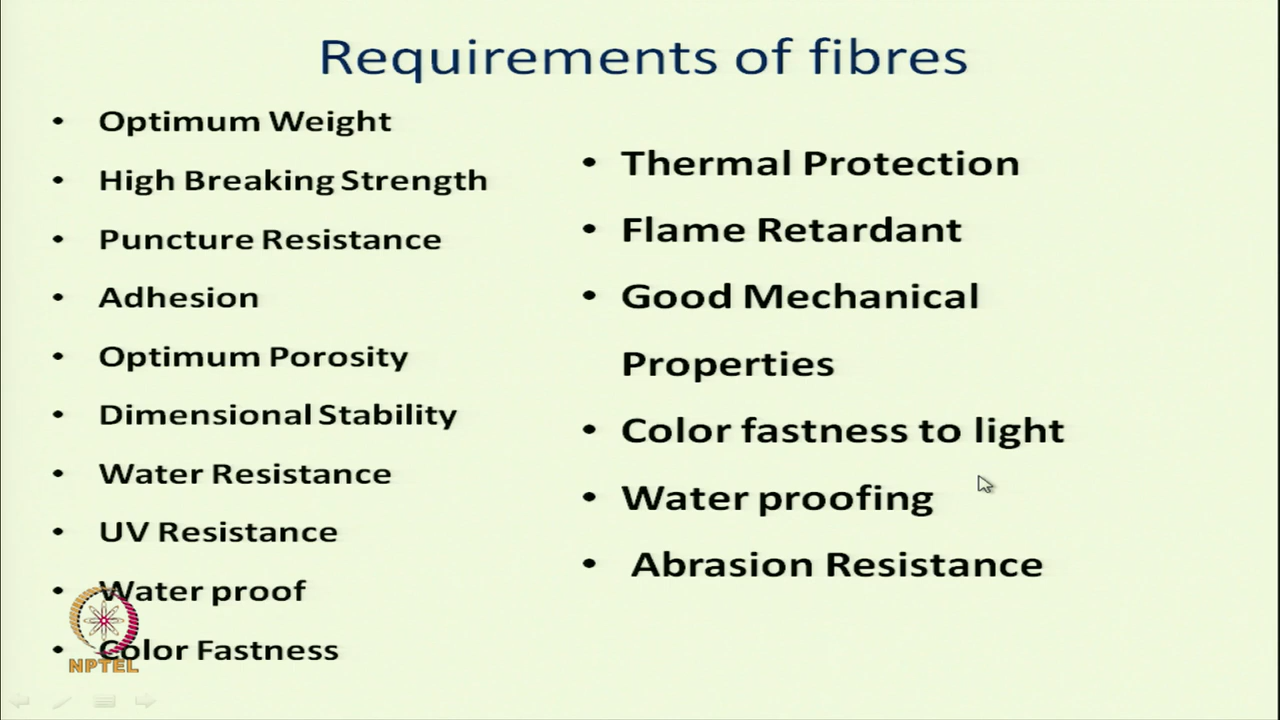 Requirements of fibres
• Optimum Weight
• High Breaking Strength
• Puncture Resistance
• Adhesion
• Optimum Porosity
• Dimensional Stability
• Water Resistance
• UV Resistance
• Water proof
• Color Fastness
• Thermal Protection
• Flame Retardant
• Good Mechanical
Properties
• Color fastness to light
• Water proofing
• Abrasion Resistance
NPTEL